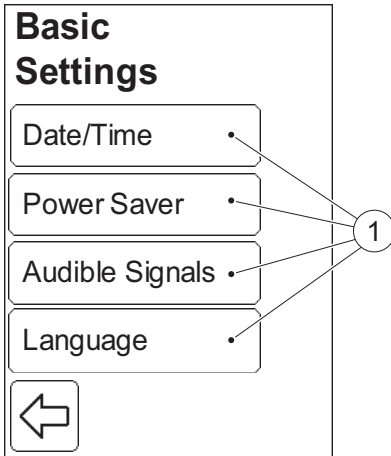 Basic
Settings
Date/Time
Power Saver
Audible Signals
Language
1